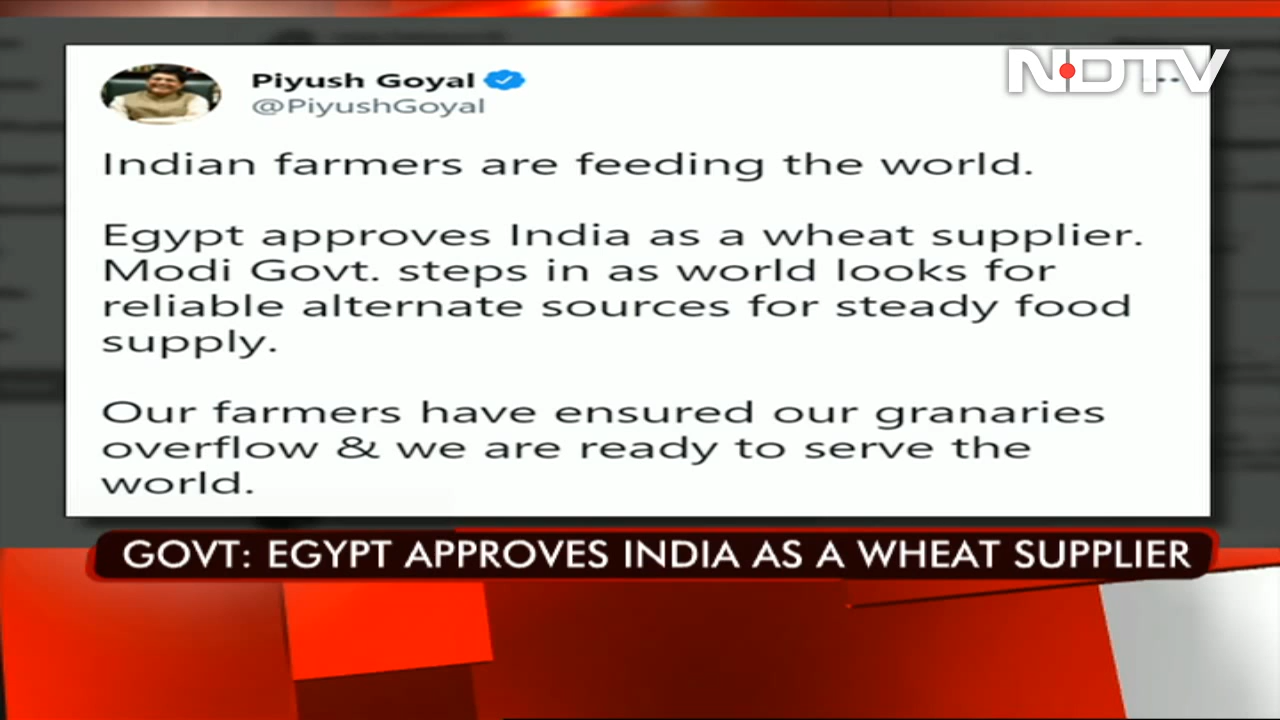 Piyush Goyal
@PiyushGoyal
NDTV
Indian farmers are feeding the world.
Egypt approves India as a wheat supplier.
Modi Govt. steps in as world looks for
reliable alternate sources for steady food
supply.
Our farmers have ensured our granaries
overflow & we are ready to serve the
world.
GOVT: EGYPT APPROVES INDIA AS A WHEAT SUPPLIER